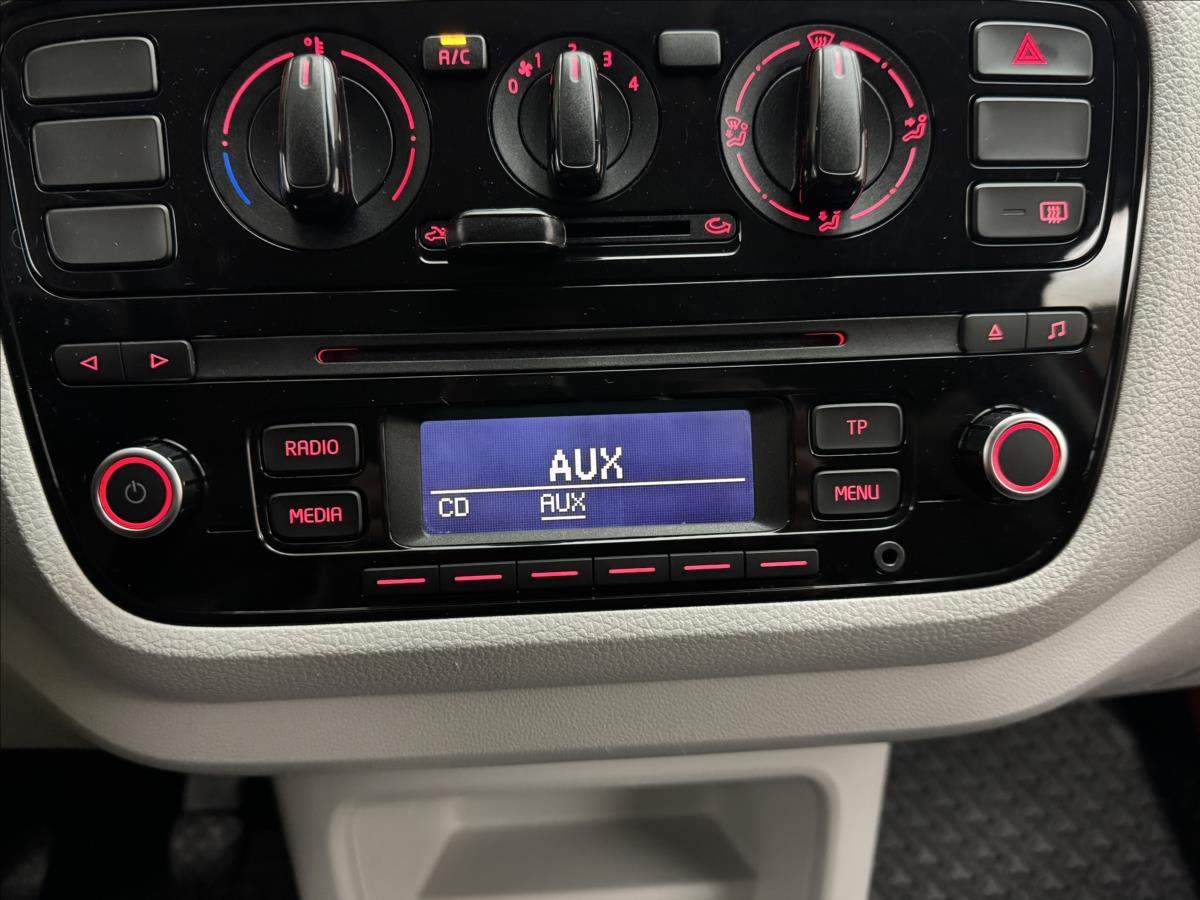 A/C
0 1 2 3 4
RADIO
MEDIA
AUX
CD AUX
TP
MENU